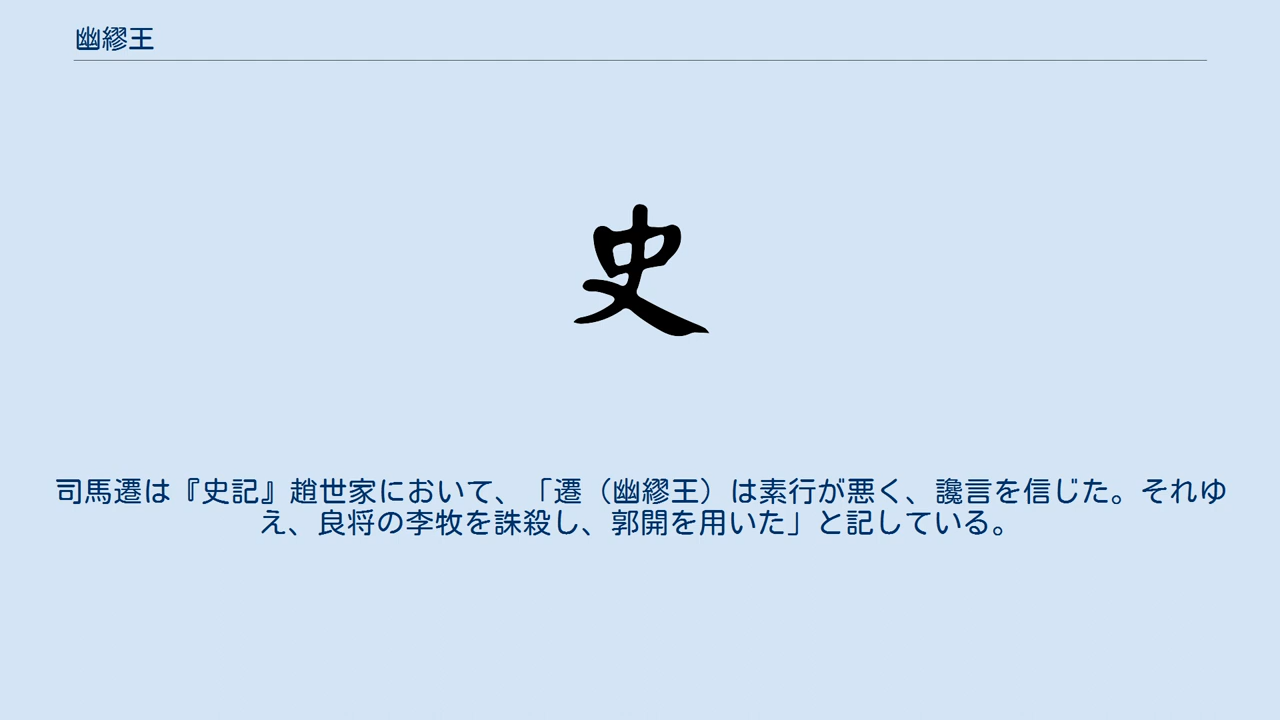 幽繆王
史
司馬遷は『史記』趙世家において、「遷（幽繆王）は素行が悪く、讒言を信じた。それゆ
え、良将の李牧を誅殺し、郭開を用いた」と記している。